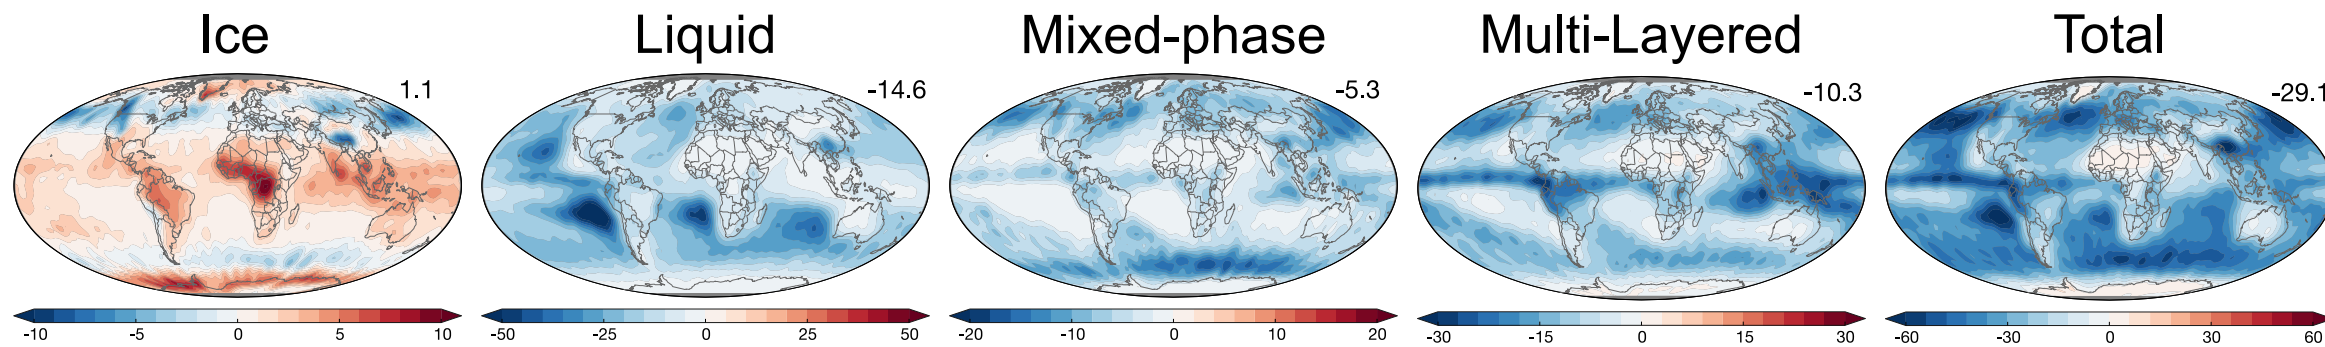 Ice Liquid Mixed-phase Multi-Layered Total
1.1 -14.6 -5.3 -10.3 -29.1
-10 -5 0 5 10 -50 -25 0 25 50 -20 -10 0 10 20 -30 -15 0 15 30 -60 -30 0 30 60